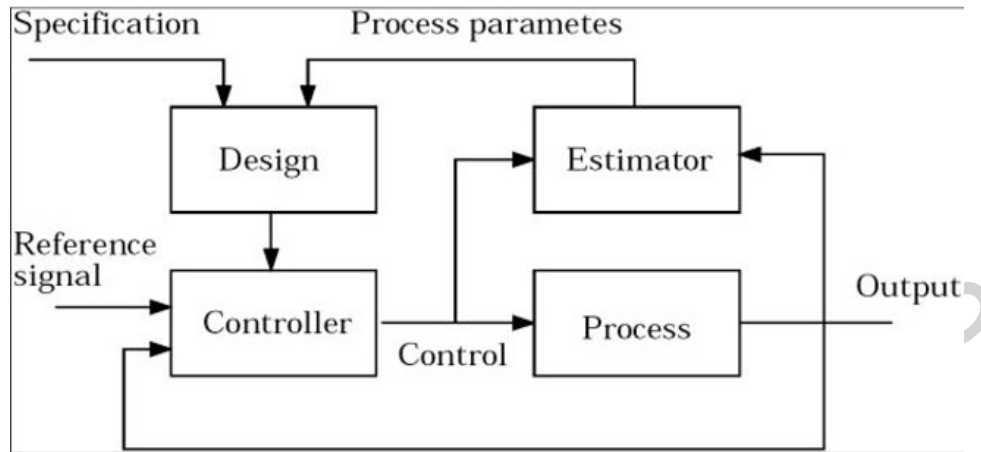 Specification
Process parametes
Design
Estimator
Reference
signal
Controller
Control
Process
Output